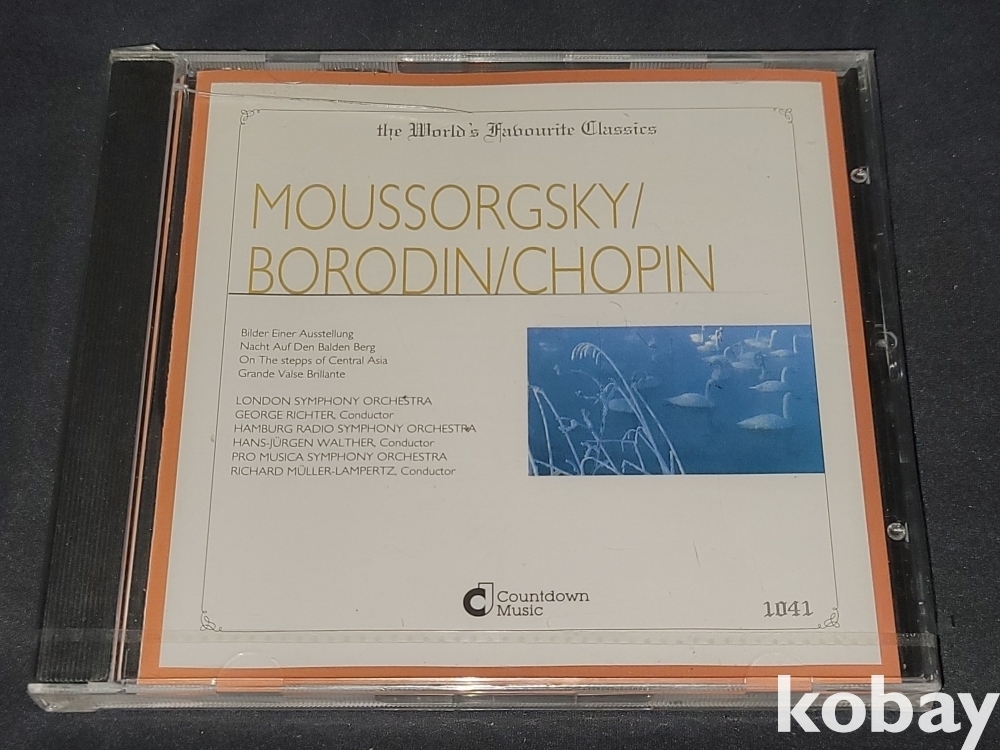 the World's Favourite Classics
MOUSSORGSKY/
BORODIN/CHOPIN
Bilder Einer Ausstellung
Nacht Auf Den Balden Berg
On The stepps of Central Asia
Grande Valse Brillante
LONDON SYMPHONY ORCHESTRA
GEORGE RICHTER, Conductor
HAMBURG RADIO SYMPHONY ORCHESTRA
HANS-JÜRGEN WALTHER, Conductor
PRO MUSICA SYMPHONY ORCHESTRA
RICHARD MÜLLER-LAMPERTZ, Conductor
Countdown
Music
1041
kobay